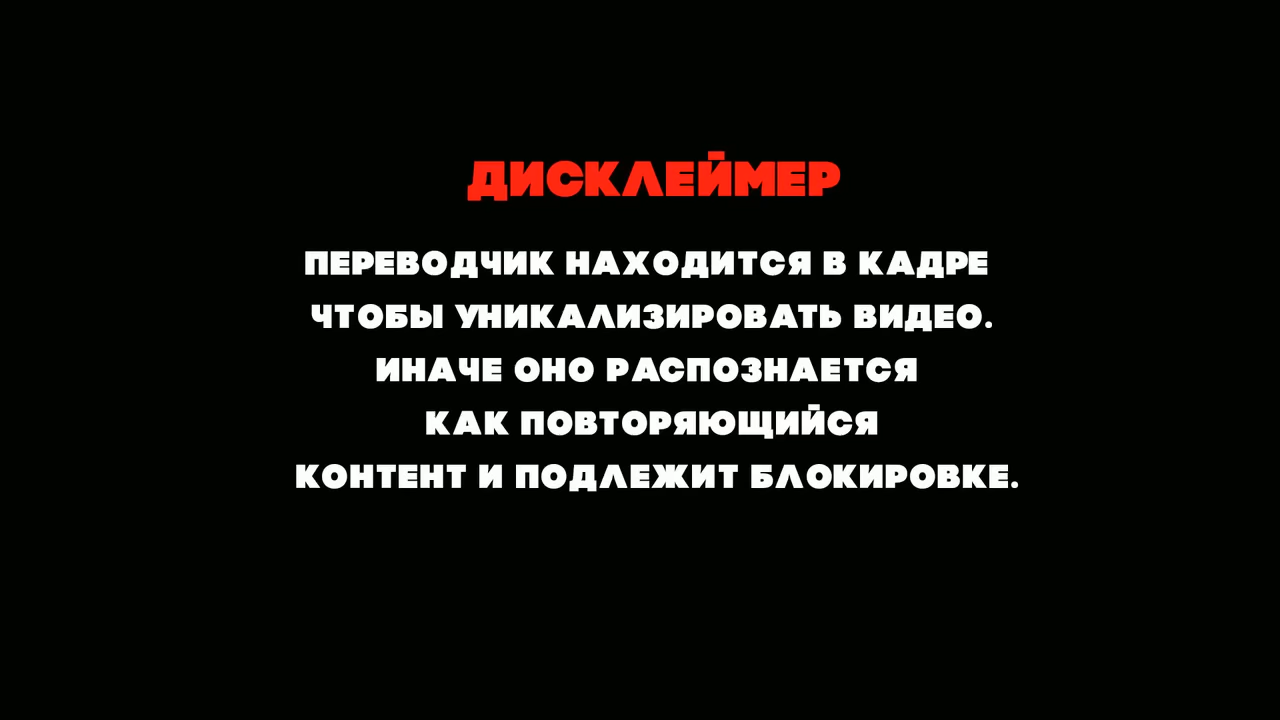 ДИСКЛЕЙМЕР
ПЕРЕВОДЧИК НАХОДИТСЯ В КАДРЕ
ЧТОБЫ УНИКАЛИЗИРОВАТЬ ВИДЕО.
ИНАЧЕ ОНО РАСПОЗНАЕТСЯ
КАК ПОВТОРЯЮЩИЙСЯ
КОНТЕНТ И ПОДЛЕЖИТ БЛОКИРОВКЕ.